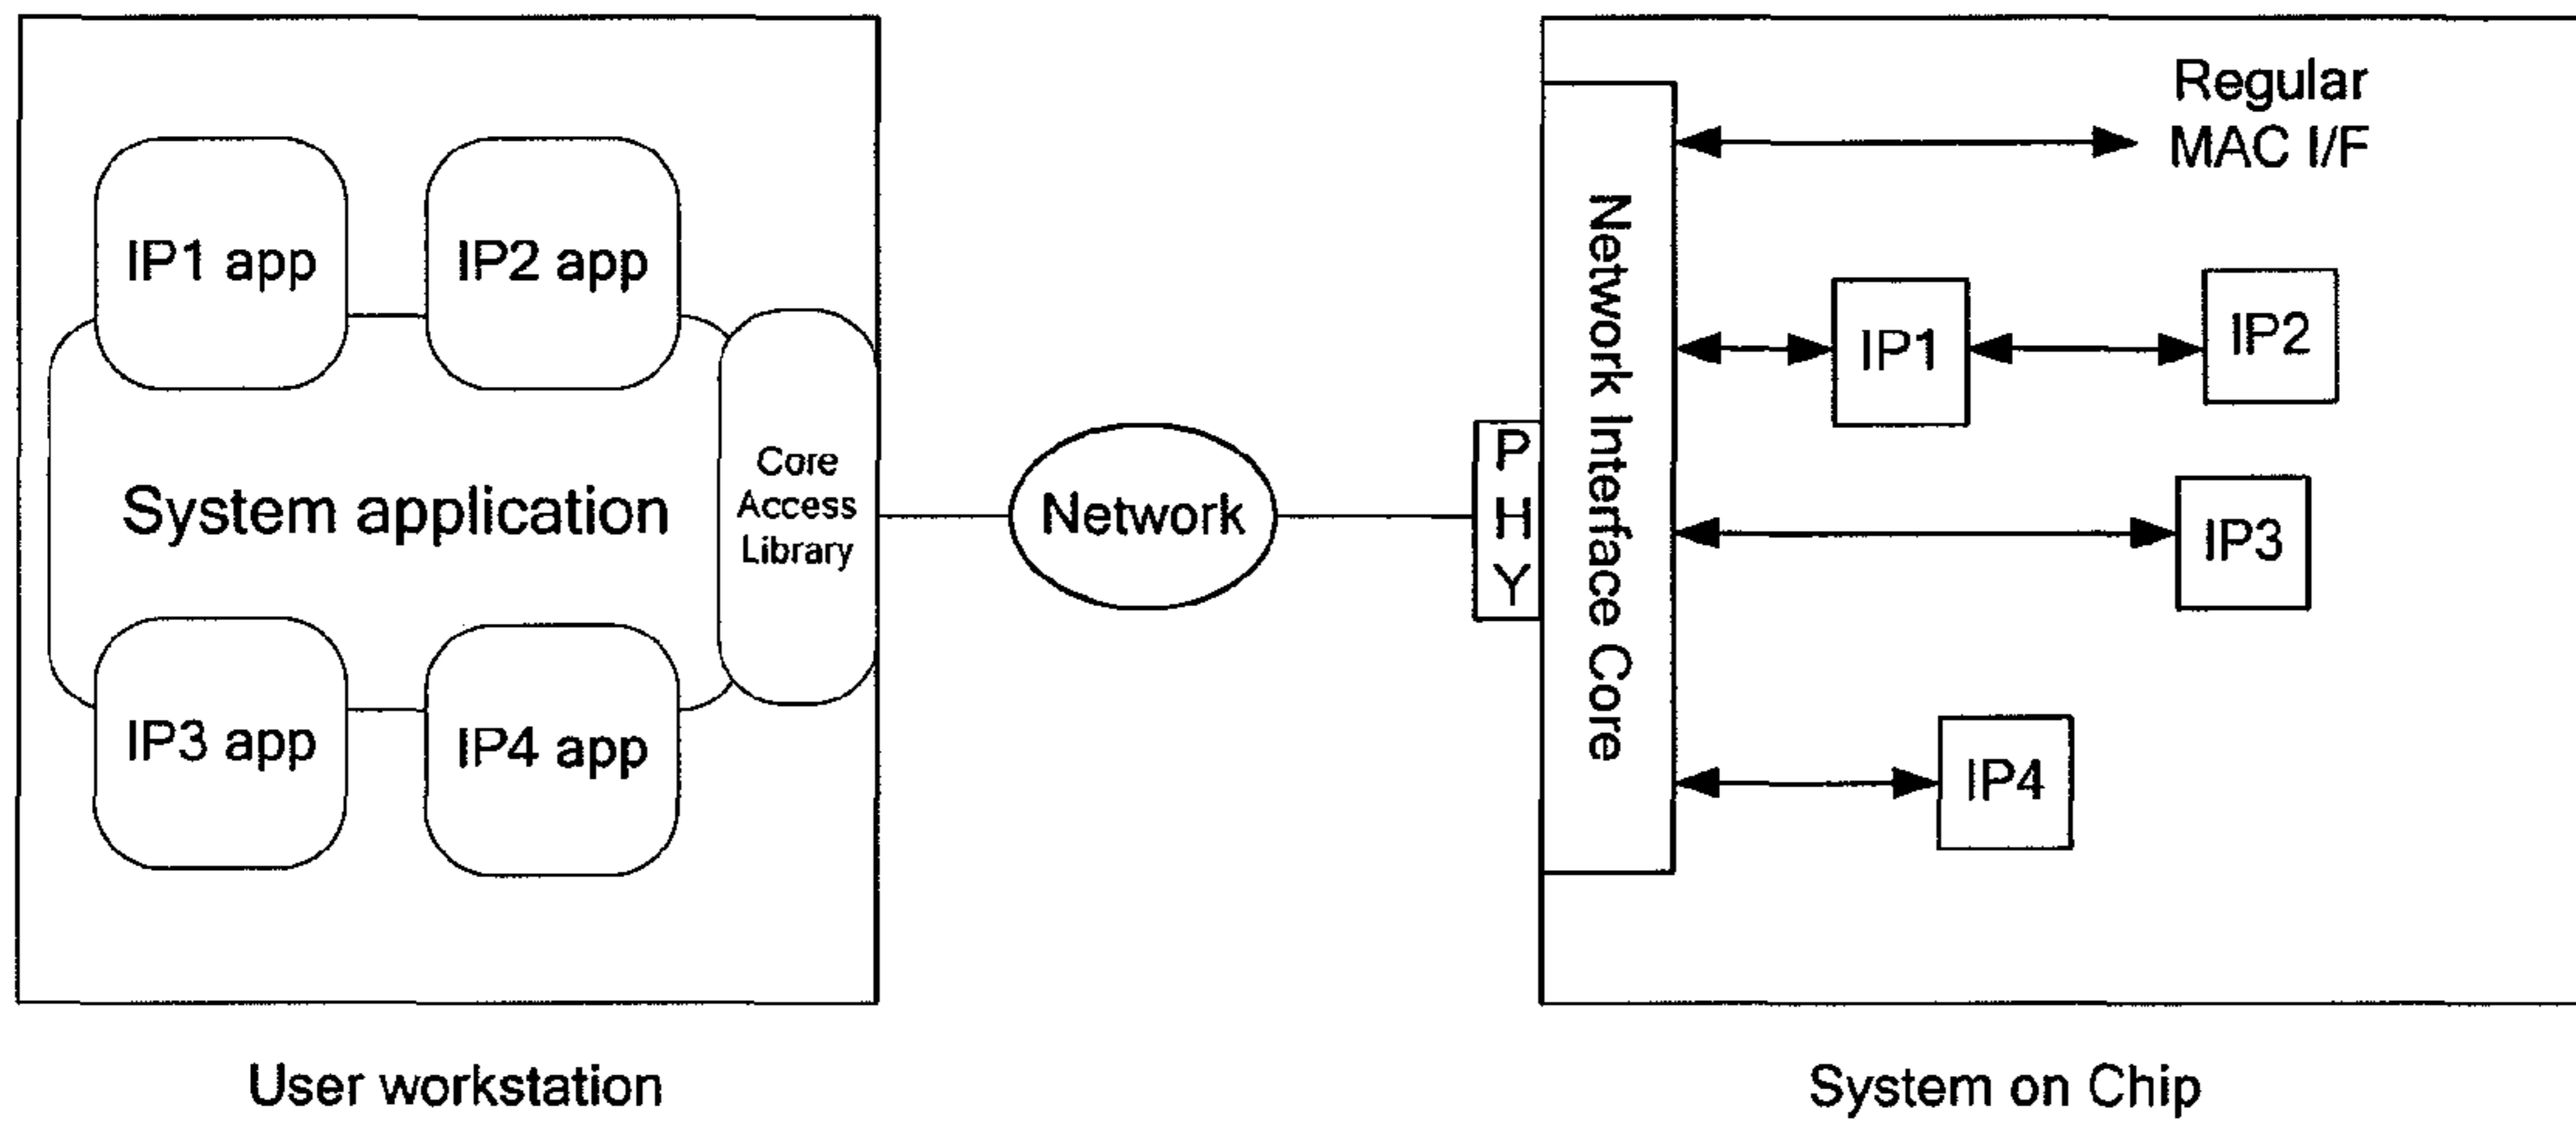 IP1 app
IP2 app
System application
Core
Access
Library
IP3 app
IP4 app
User workstation
Network
P
H
Y
Network Interface Core
Regular
MAC I/F
IP1
IP2
IP3
IP4
System on Chip